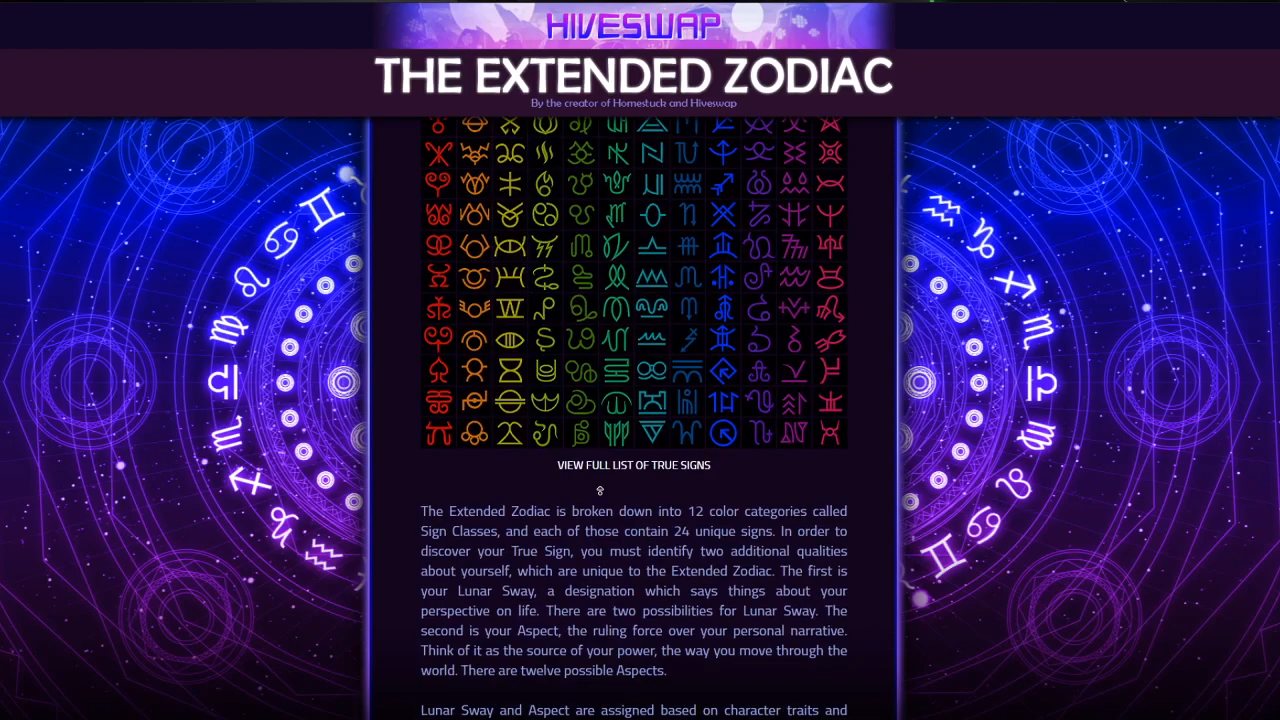 HIVESWAP
THE EXTENDED ZODIAC
By the creator of Homestuck and Hiveswap
VIEW FULL LIST OF TRUE SIGNS
The Extended Zodiac is broken down into 12 color categories called
Sign Classes, and each of those contain 24 unique signs. In order to
discover your True Sign, you must identify two additional qualities
about yourself, which are unique to the Extended Zodiac. The first is
your Lunar Sway, a designation which says things about your
perspective on life. There are two possibilities for Lunar Sway. The
second is your Aspect, the ruling force over your personal narrative.
Think of it as the source of your power, the way you move through the
world. There are twelve possible Aspects.
Lunar Sway and Aspect are assigned based on character traits and